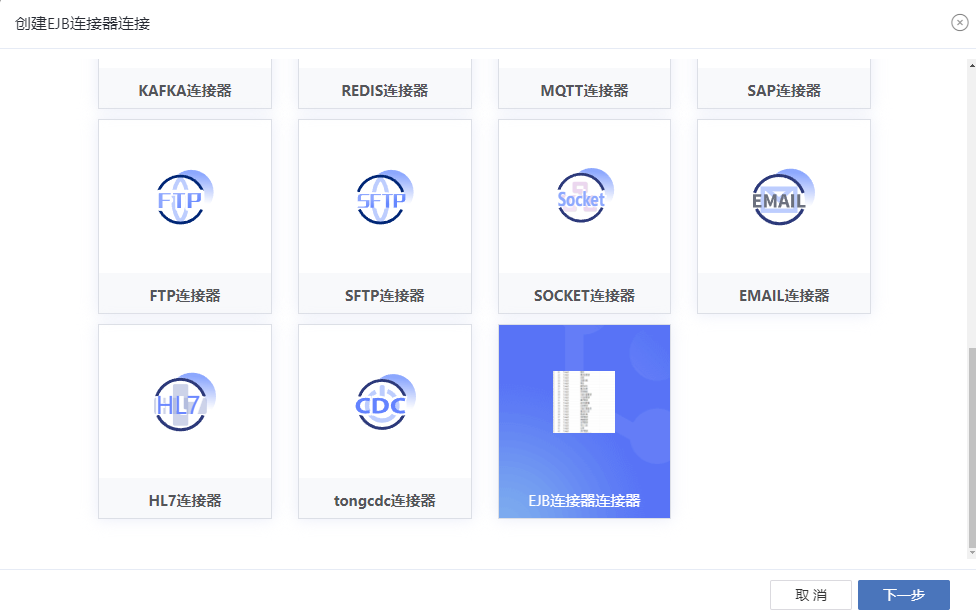 创建EJB连接器连接
KAFKA连接器
REDIS连接器
MQTT连接器
SAP连接器
FTP
SFTP
Socket
EMAIL
FTP连接器
SFTP连接器
SOCKET连接器
EMAIL连接器
HL7
CDC
HL7连接器
tongcdc连接器
EJB连接器连接器
取 消
下一步